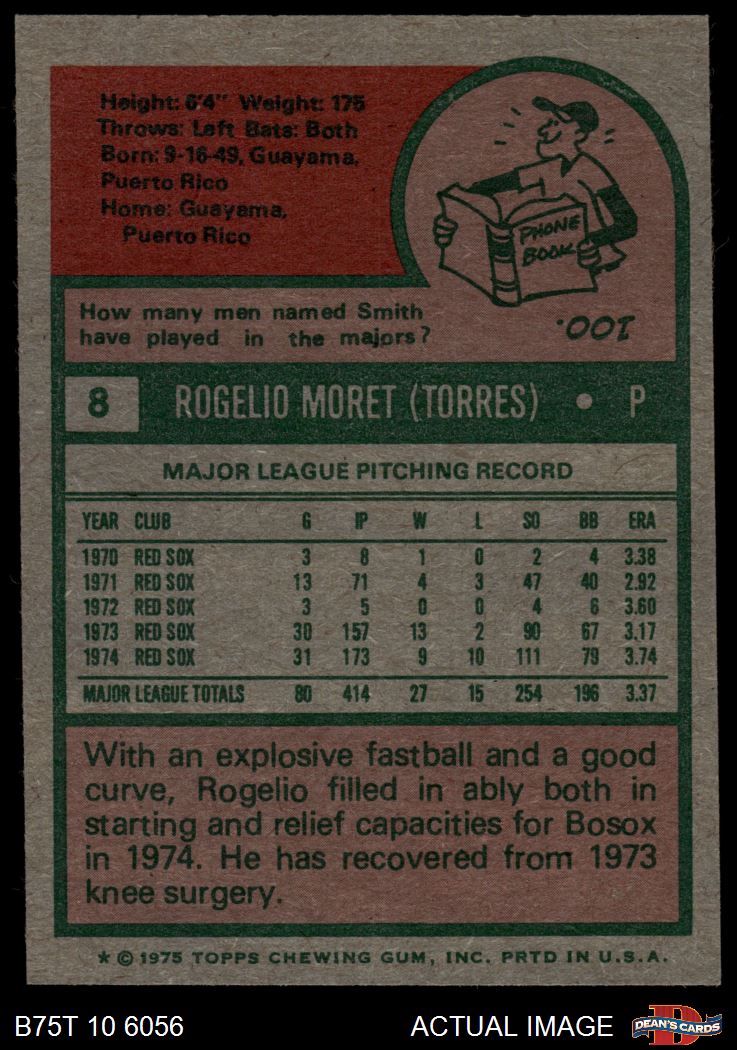 Height: 6'4" Weight: 175
Throws: Left Bats: Both
Born: 9-16-49, Guayama,
Puerto Rico
Home: Guayama,
Puerto Rico
PHONE
BOOK
How many men named Smith
have played in the majors?
100.
8 ROGELIO MORET (TORRES) • P
MAJOR LEAGUE PITCHING RECORD
YEAR CLUB G IP W L SO BB ERA
1970 RED SOX 3 8 1 0 2 4 3.38
1971 RED SOX 13 71 4 3 47 40 2.92
1972 RED SOX 3 5 0 0 4 6 3.60
1973 RED SOX 30 157 13 2 90 67 3.17
1974 RED SOX 31 173 9 10 111 79 3.74
MAJOR LEAGUE TOTALS 80 414 27 15 254 196 3.37
With an explosive fastball and a good
curve, Rogelio filled in ably both in
starting and relief capacities for Bosox
in 1974. He has recovered from 1973
knee surgery.
* © 1975 TOPPS CHEWING GUM, INC. PRTD IN U.S.A.
B75T 10 6056 ACTUAL IMAGE
DEAN'S CARDS